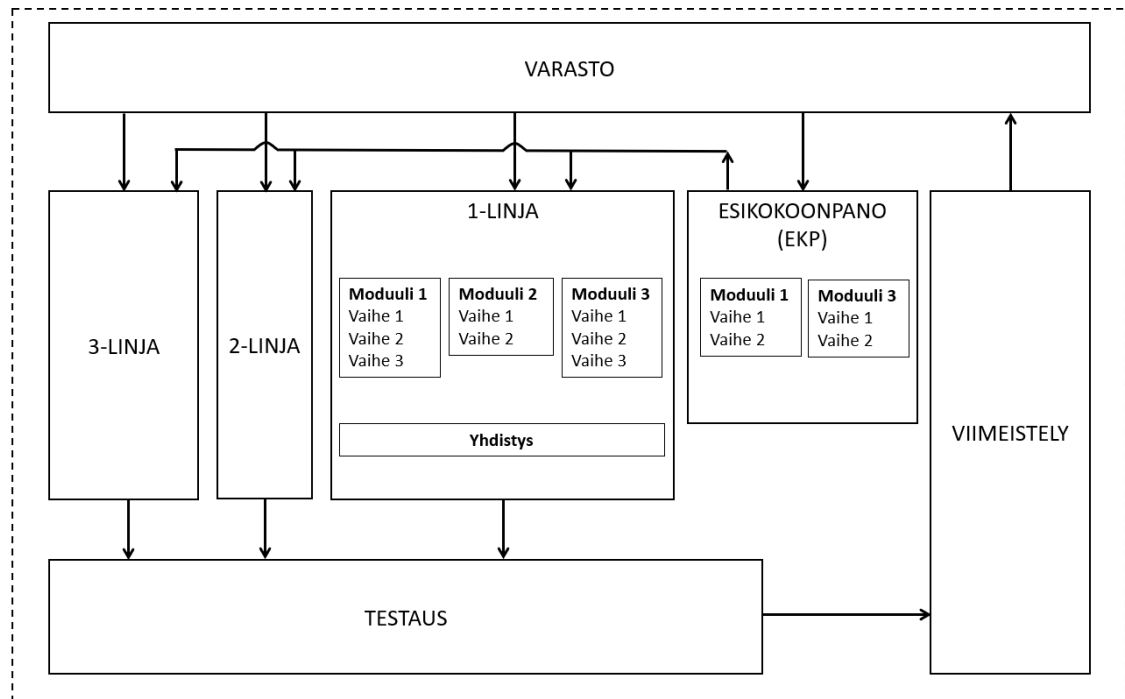 VARASTO
3-LINJA
2-LINJA
1-LINJA
Moduuli 1
Vaihe 1
Vaihe 2
Vaihe 3
Moduuli 2
Vaihe 1
Vaihe 2
Moduuli 3
Vaihe 1
Vaihe 2
Vaihe 3
Yhdistys
ESIKOKOONPANO
(EKP)
Moduuli 1
Vaihe 1
Vaihe 2
Moduuli 3
Vaihe 1
Vaihe 2
VIIMEISTELY
TESTAUS